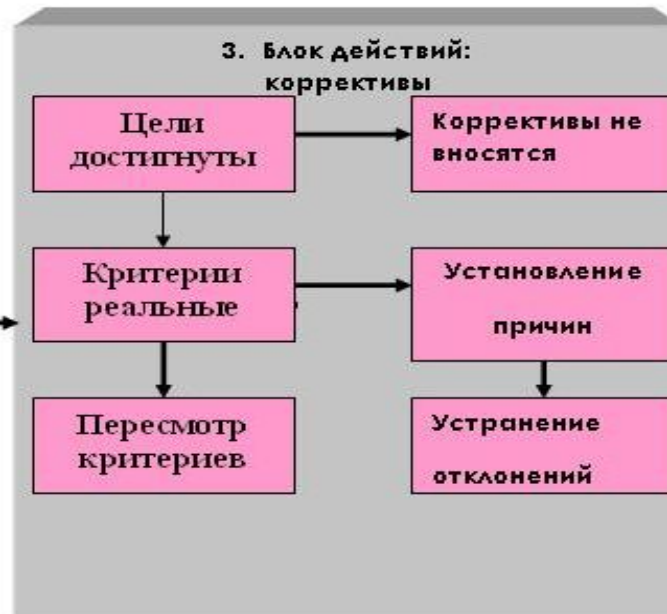 3. Блок действий:
коррективы
Цели
достигнуты
Коррективы не
вносятся
Критерии
реальные
Установление
причин
Пересмотр
критериев
Устранение
отклонений